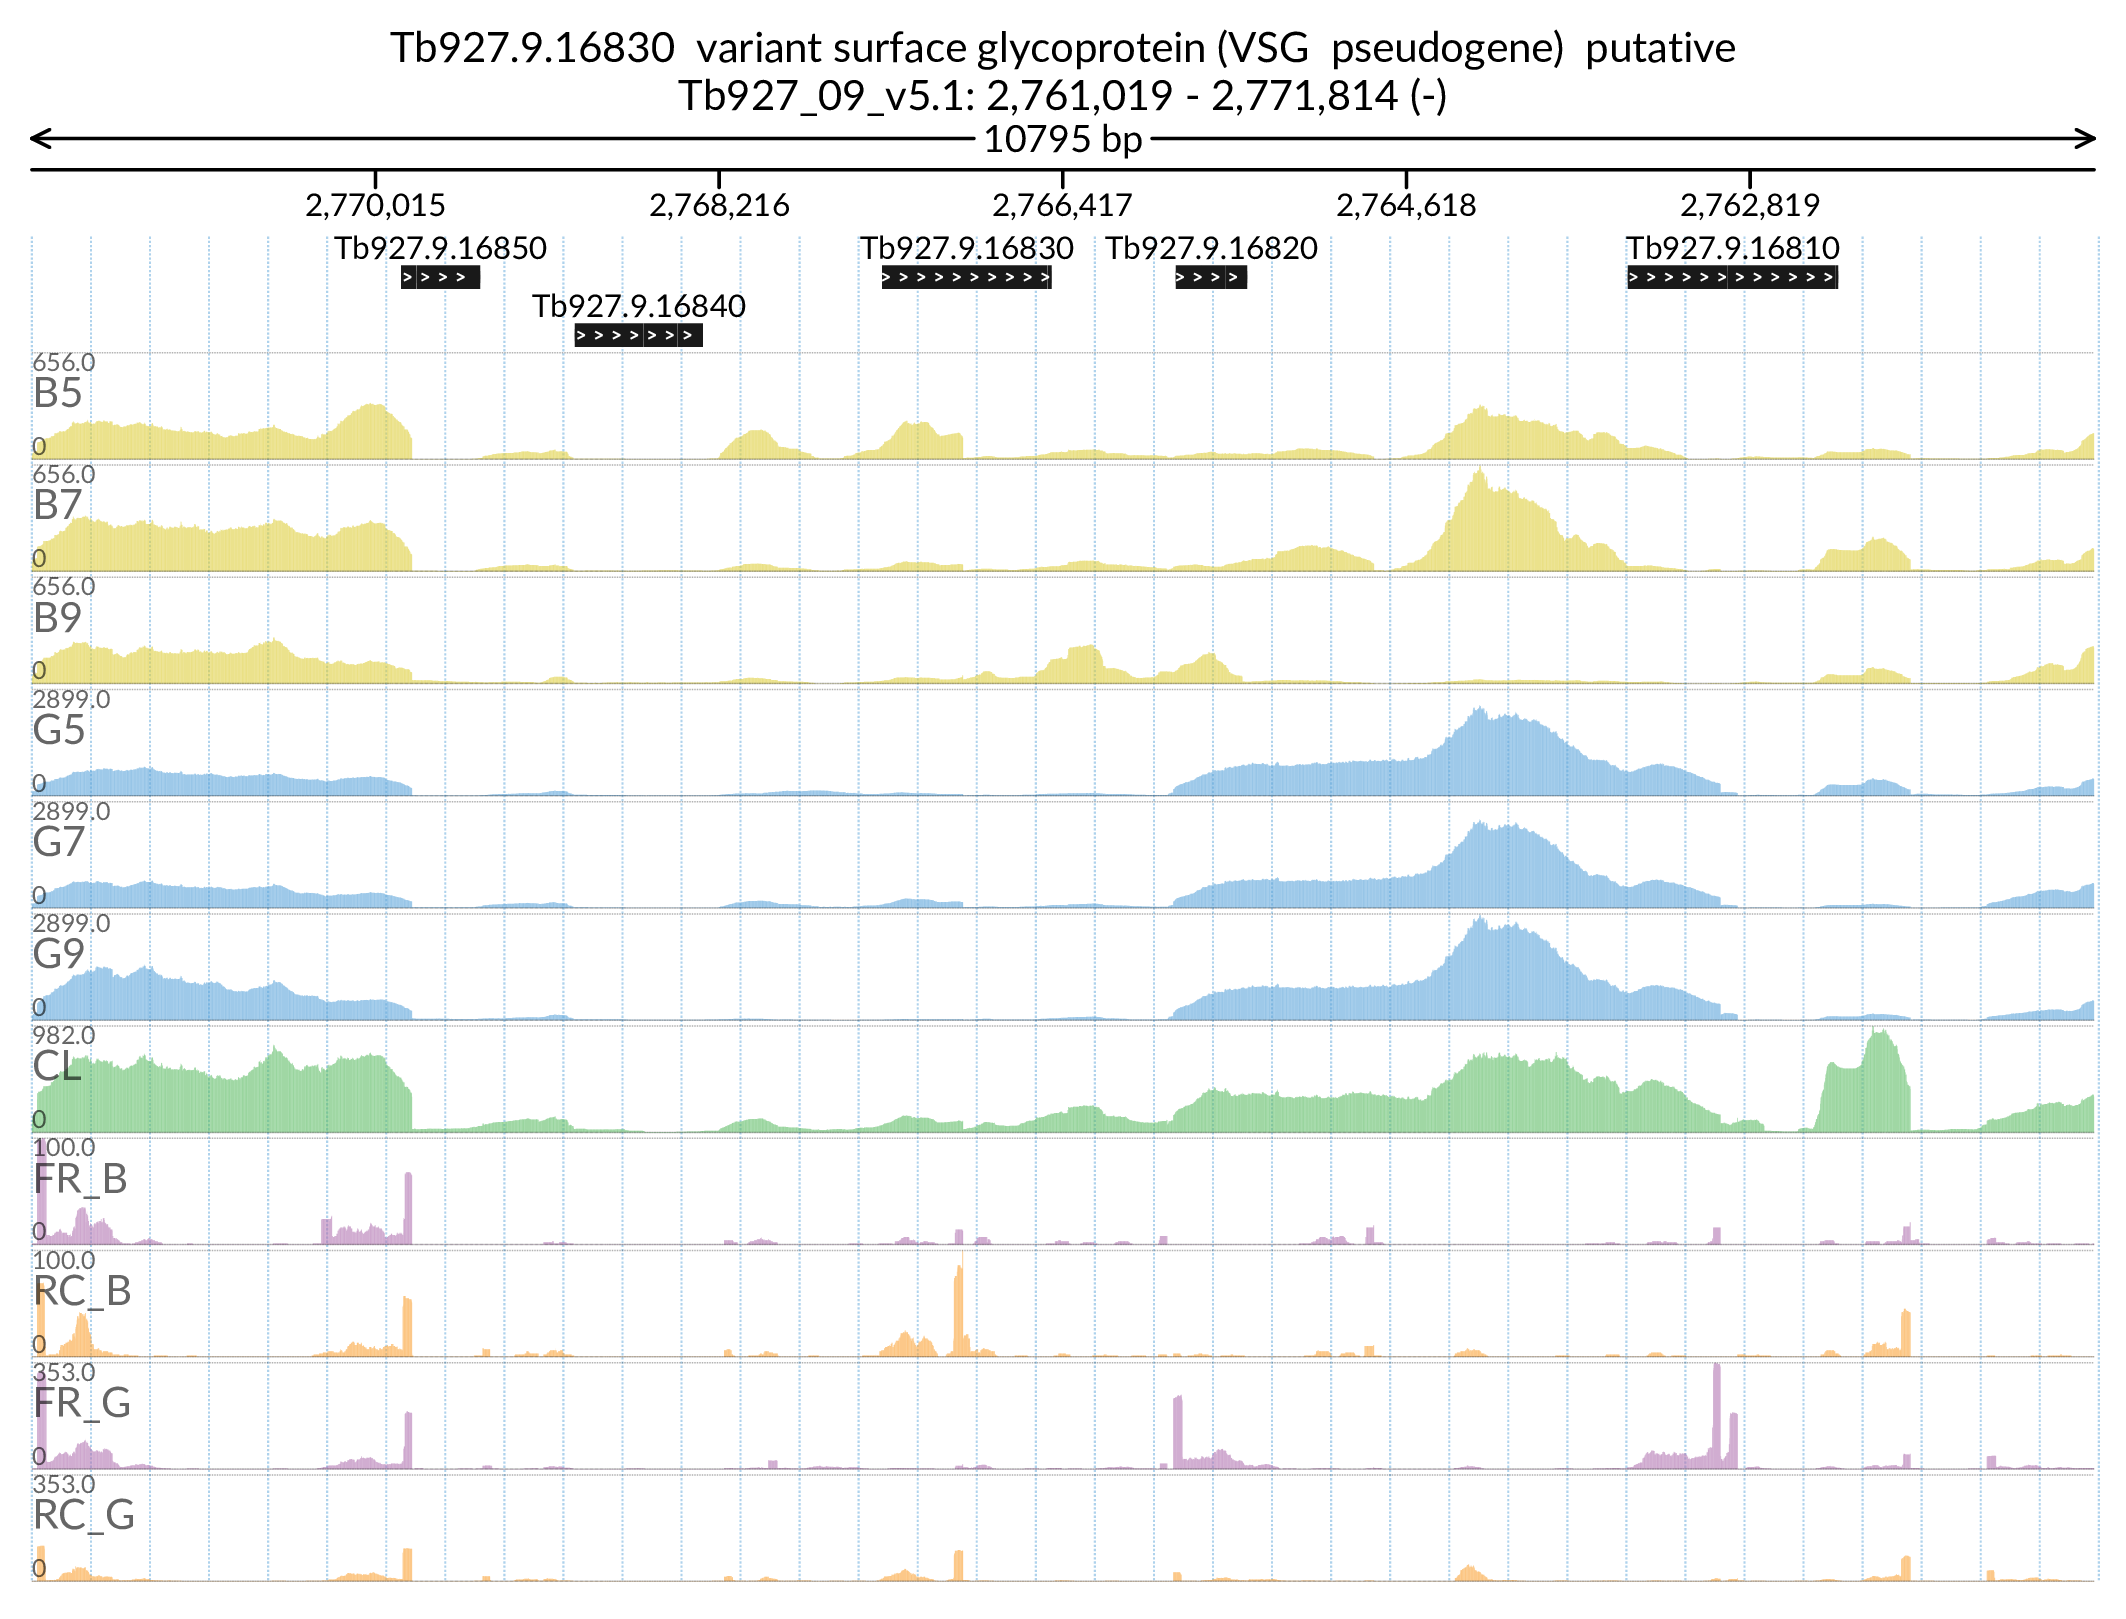 Tb927.9.16830 variant surface glycoprotein (VSG pseudogene) putative
Tb927_09_v5.1: 2,761,019 - 2,771,814 (-)
10795 bp
2,770,015 2,768,216 2,766,417 2,764,618 2,762,819
Tb927.9.16850 Tb927.9.16830 Tb927.9.16820 Tb927.9.16810
Tb927.9.16840
656.0
B5
0
656.0
B7
0
656.0
B9
0
2899.0
G5
0
2899.0
G7
0
2899.0
G9
0
982.0
CL
0
100.0
FR_B
0
100.0
RC_B
0
353.0
FR_G
0
353.0
RC_G
0